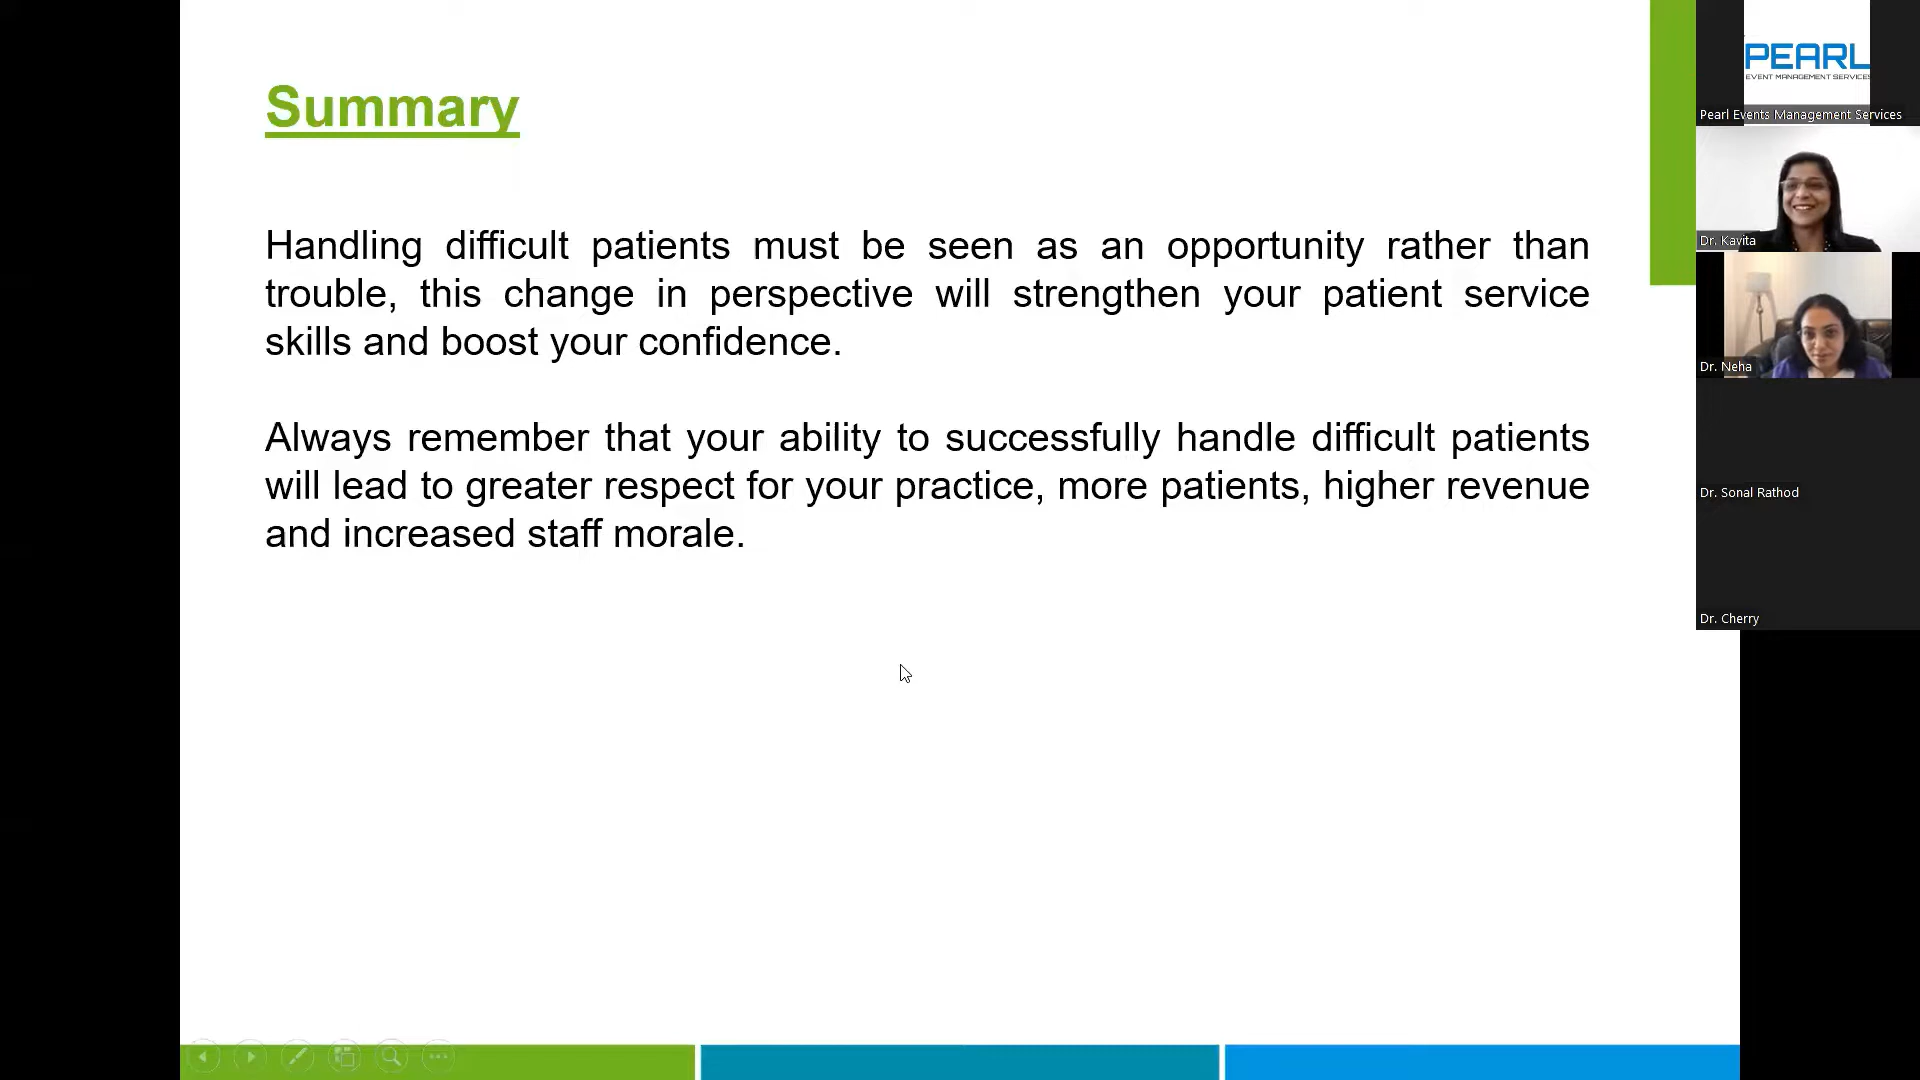 Summary
Handling difficult patients must be seen as an opportunity rather than
trouble, this change in perspective will strengthen your patient service
skills and boost your confidence.
Always remember that your ability to successfully handle difficult patients
will lead to greater respect for your practice, more patients, higher revenue
and increased staff morale.
PEARL
EVENT MANAGEMENT SERVICES
Pearl Events Management Services
Dr. Kavita
Dr. Neha
Dr. Sonal Rathod
Dr. Cherry